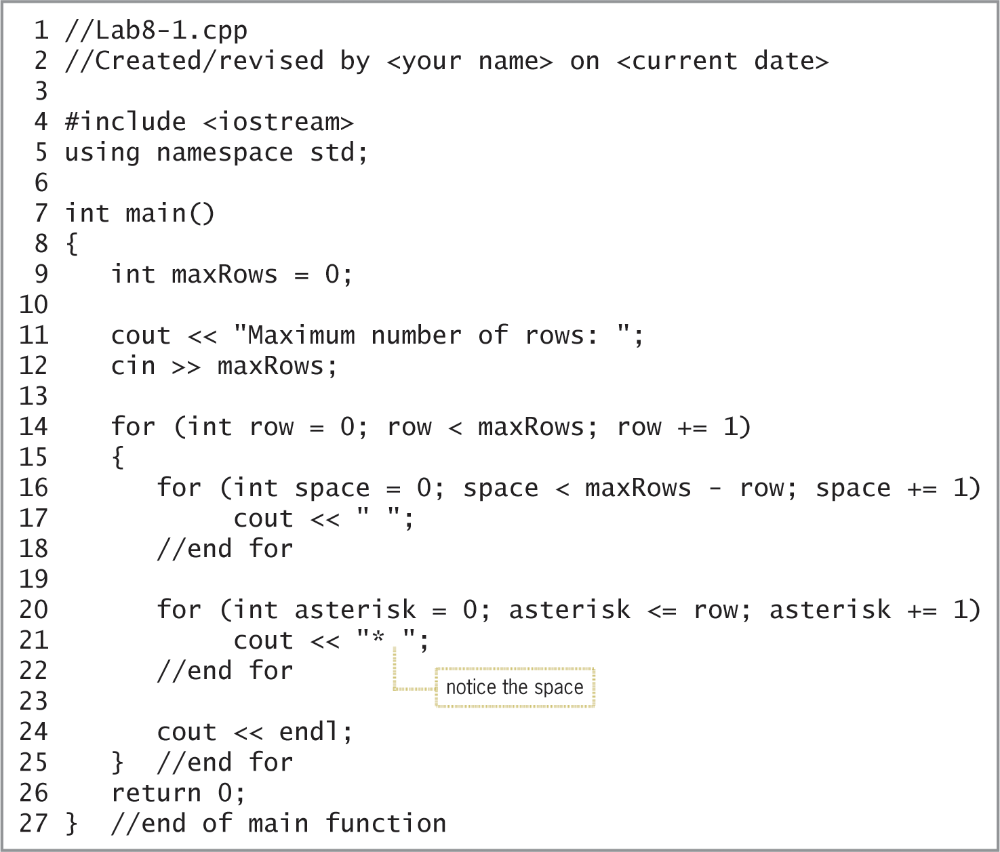 1 //Lab8-1.cpp
2 //Created/revised by <your name> on <current date>
3
4 #include <iostream>
5 using namespace std;
6
7 int main()
8 {
9    int maxRows = 0;
10
11    cout << "Maximum number of rows: ";
12    cin >> maxRows;
13
14    for (int row = 0; row < maxRows; row += 1)
15    {
16       for (int space = 0; space < maxRows - row; space += 1)
17            cout << " ";
18       //end for
19
20       for (int asterisk = 0; asterisk <= row; asterisk += 1)
21            cout << "* ";
22       //end for
notice the space
23
24       cout << endl;
25    }  //end for
26    return 0;
27 }  //end of main function